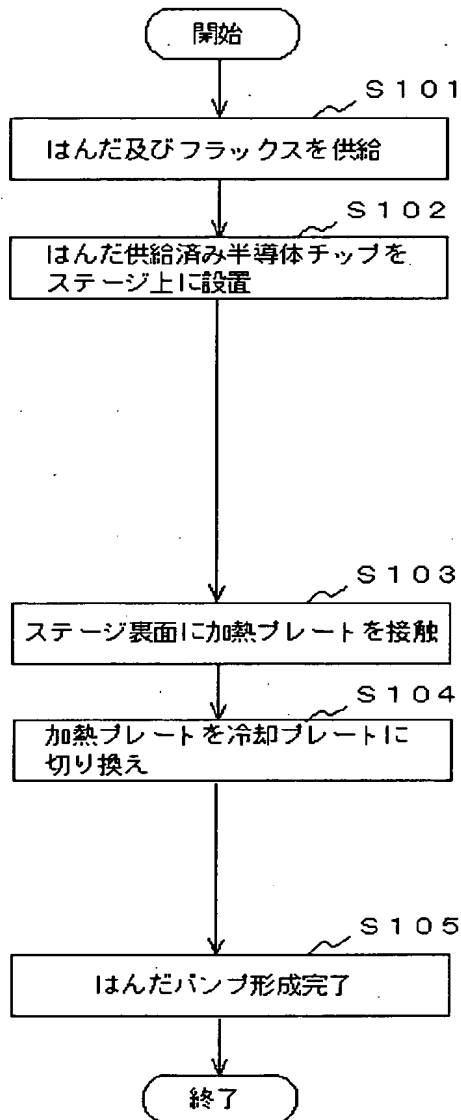 開始
S101
はんだ及びフラックスを供給
S102
はんだ供給済み半導体チップを
ステージ上に設置
S103
ステージ裏面に加熱プレートを接触
S104
加熱プレートを冷却プレートに
切り換え
S105
はんだバンプ形成完了
終了